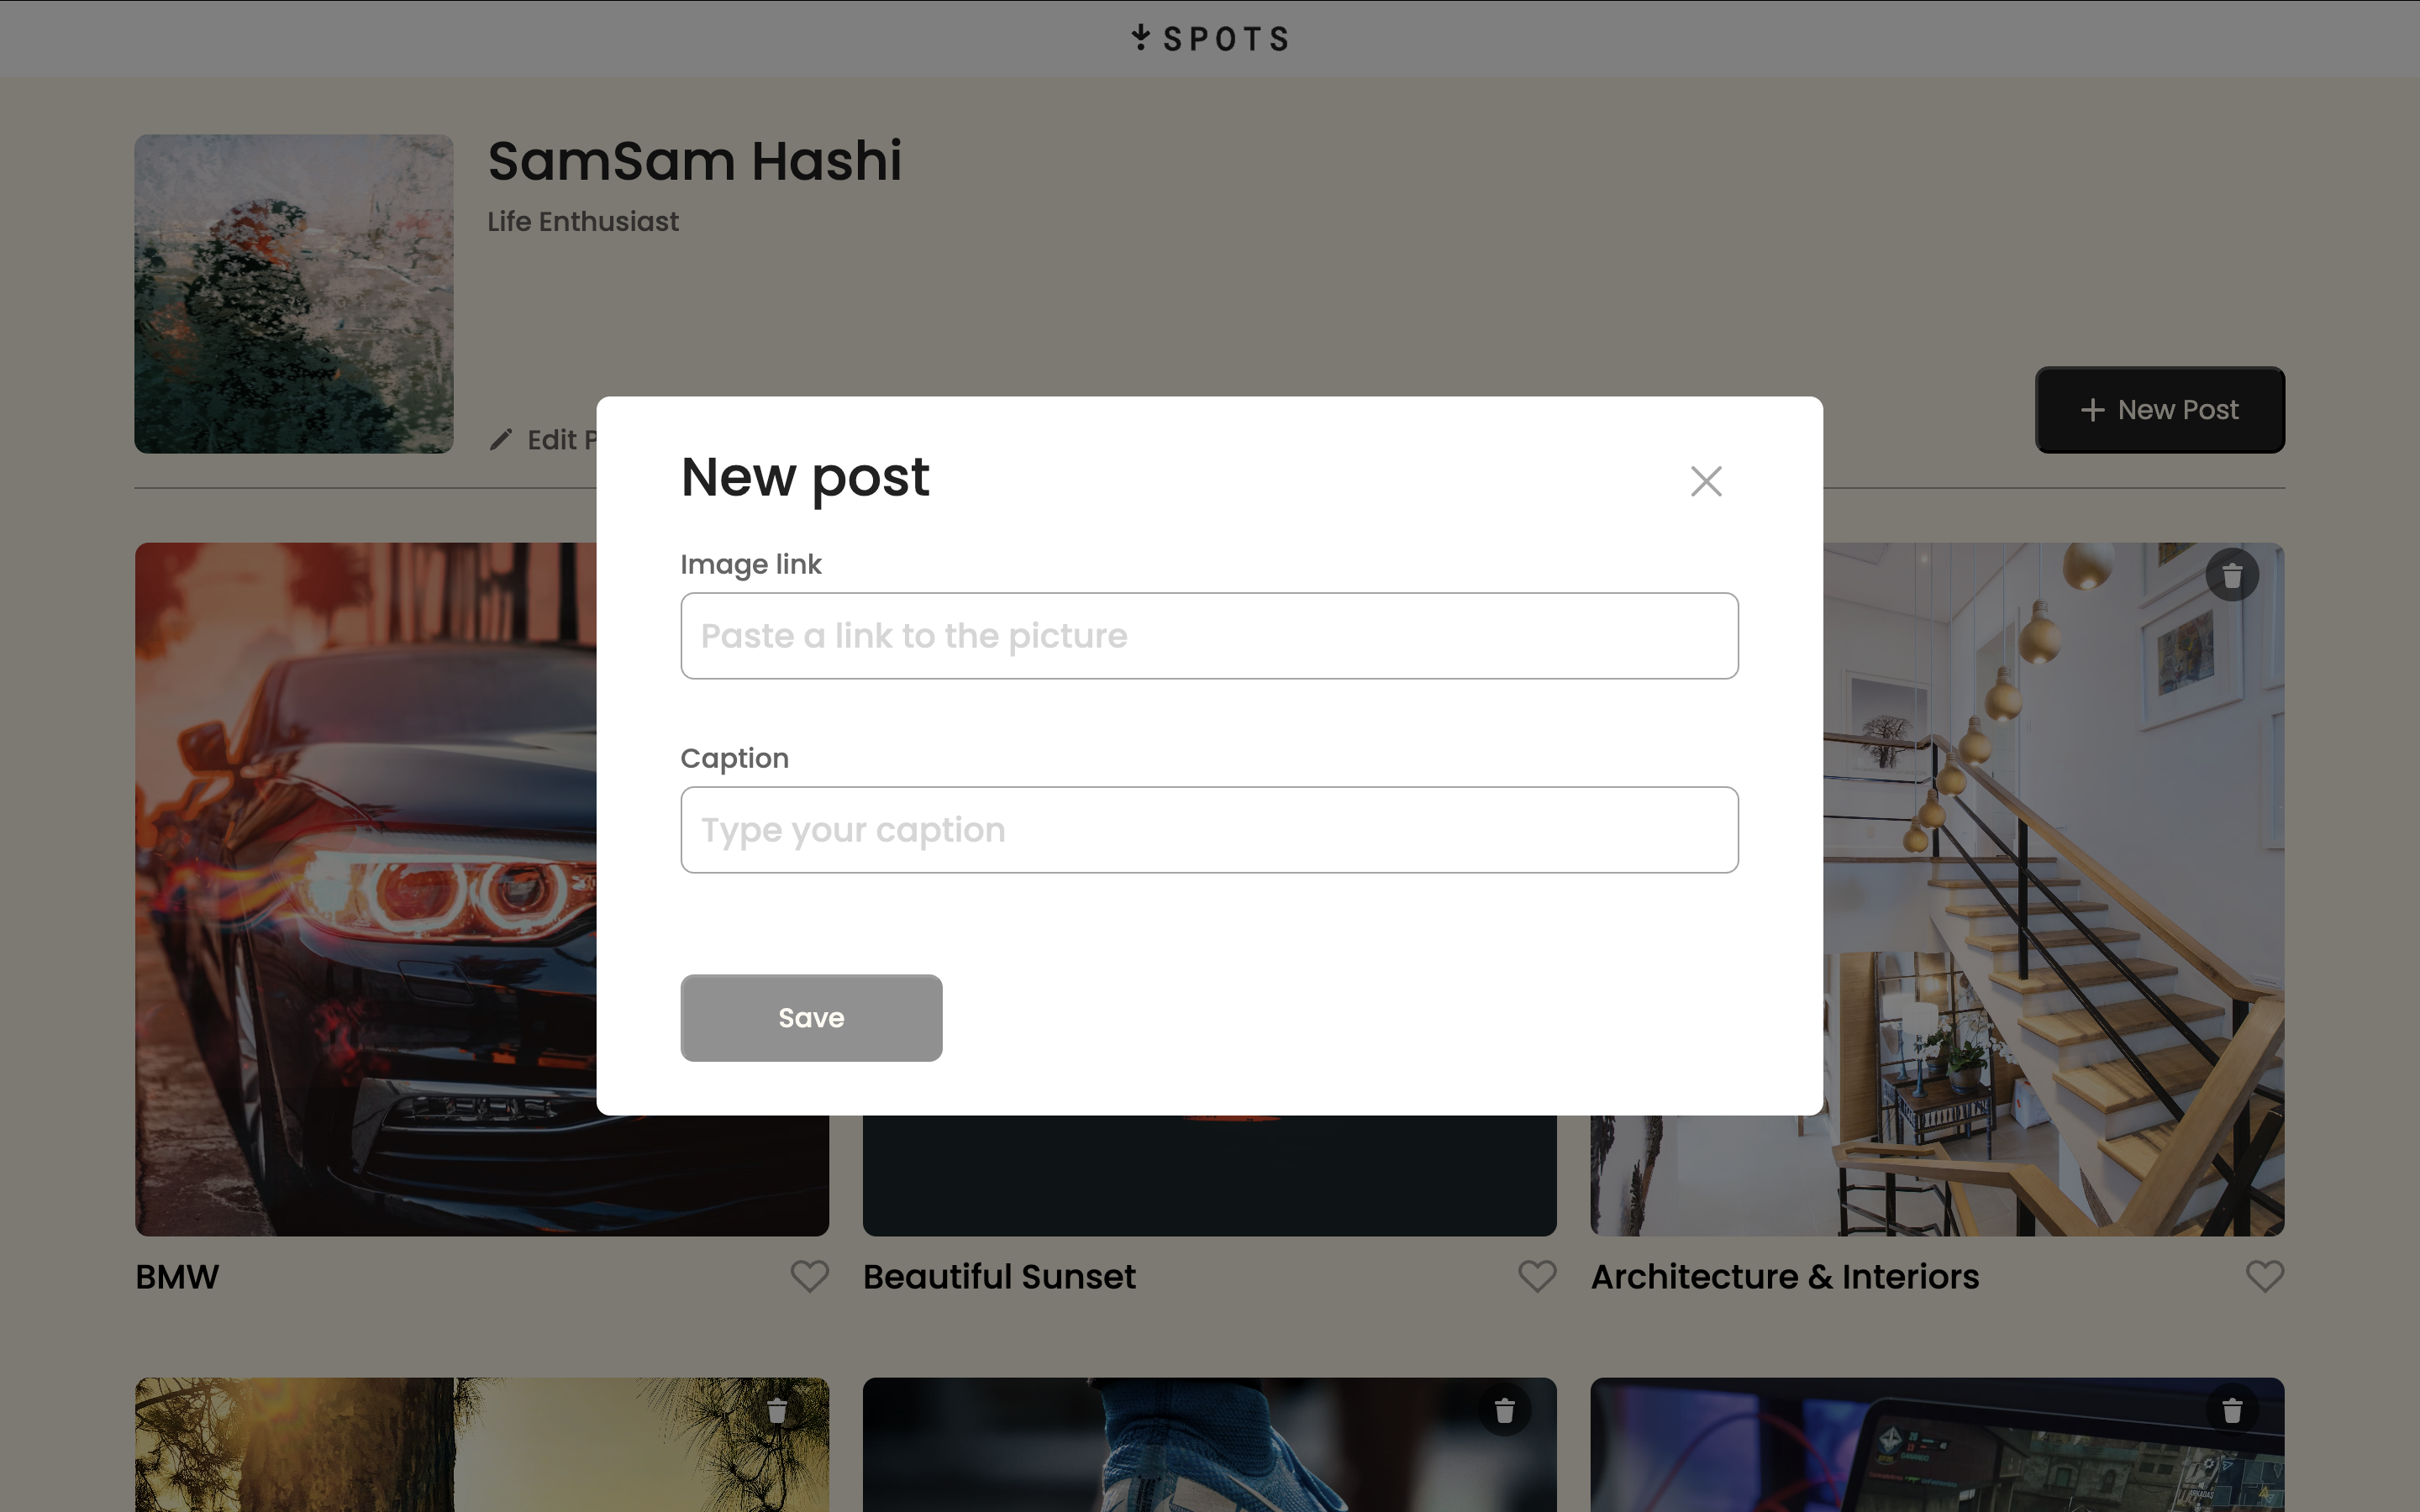 SPOTS
SamSam Hashi
Life Enthusiast
Edit P
New Post
New post
Image link
Paste a link to the picture
Caption
Type your caption
Save
BMW
Beautiful Sunset
Architecture & Interiors